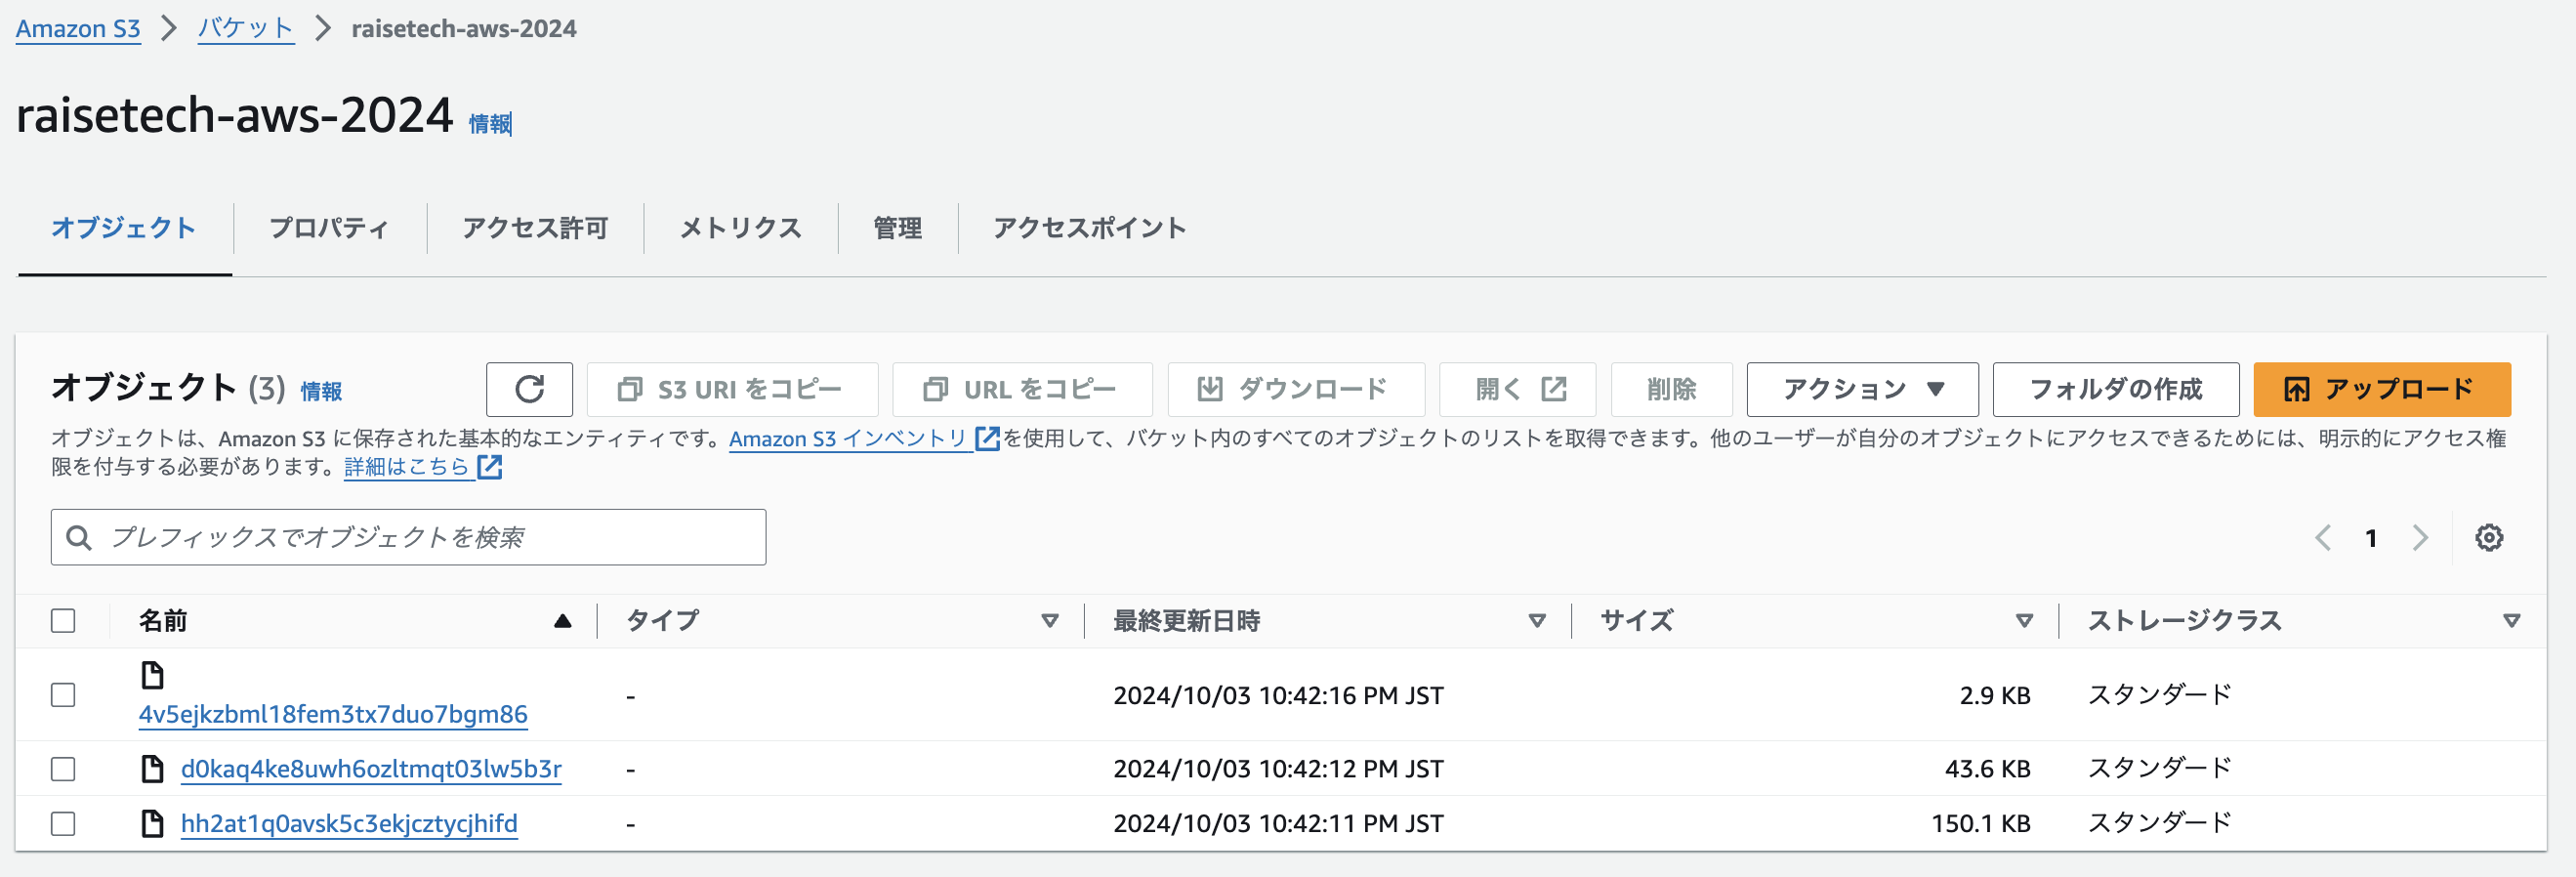 Amazon S3 > バケット > raisetech-aws-2024
raisetech-aws-2024 情報
オブジェクト プロパティ アクセス許可 メトリクス 管理 アクセスポイント
オブジェクト (3) 情報 S3 URI をコピー URL をコピー ダウンロード 開く 削除 アクション フォルダの作成 アップロード
オブジェクトは、Amazon S3 に保存された基本的なエンティティです。Amazon S3 インベントリ を使用して、バケット内のすべてのオブジェクトのリストを取得できます。他のユーザーが自分のオブジェクトにアクセスできるためには、明示的にアクセス権
限を付与する必要があります。詳細はこちら
プレフィックスでオブジェクトを検索 1
名前 タイプ 最終更新日時 サイズ ストレージクラス
4v5ejkzbml18fem3tx7duo7bgm86 - 2024/10/03 10:42:16 PM JST 2.9 KB スタンダード
d0kaq4ke8uwh6ozltmqt03lw5b3r - 2024/10/03 10:42:12 PM JST 43.6 KB スタンダード
hh2at1q0avsk5c3ekjcztycjhifd - 2024/10/03 10:42:11 PM JST 150.1 KB スタンダード